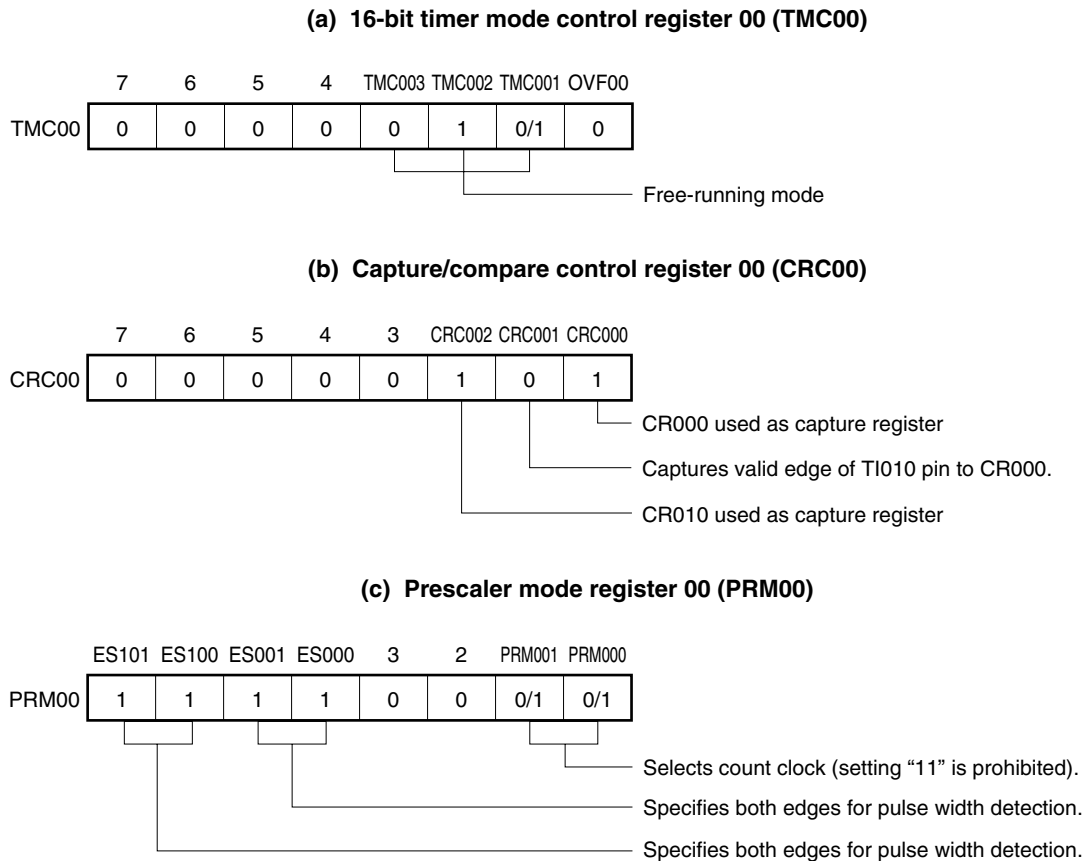 (a) 16-bit timer mode control register 00 (TMC00)
7 6 5 4 TMC003 TMC002 TMC001 OVF00
TMC00 0 0 0 0 0 1 0/1 0
Free-running mode
(b) Capture/compare control register 00 (CRC00)
7 6 5 4 3 CRC002 CRC001 CRC000
CRC00 0 0 0 0 0 1 0 1
CR000 used as capture register
Captures valid edge of TI010 pin to CR000.
CR010 used as capture register
(c) Prescaler mode register 00 (PRM00)
ES101 ES100 ES001 ES000 3 2 PRM001 PRM000
PRM00 1 1 1 1 0 0 0/1 0/1
Selects count clock (setting “11” is prohibited).
Specifies both edges for pulse width detection.
Specifies both edges for pulse width detection.